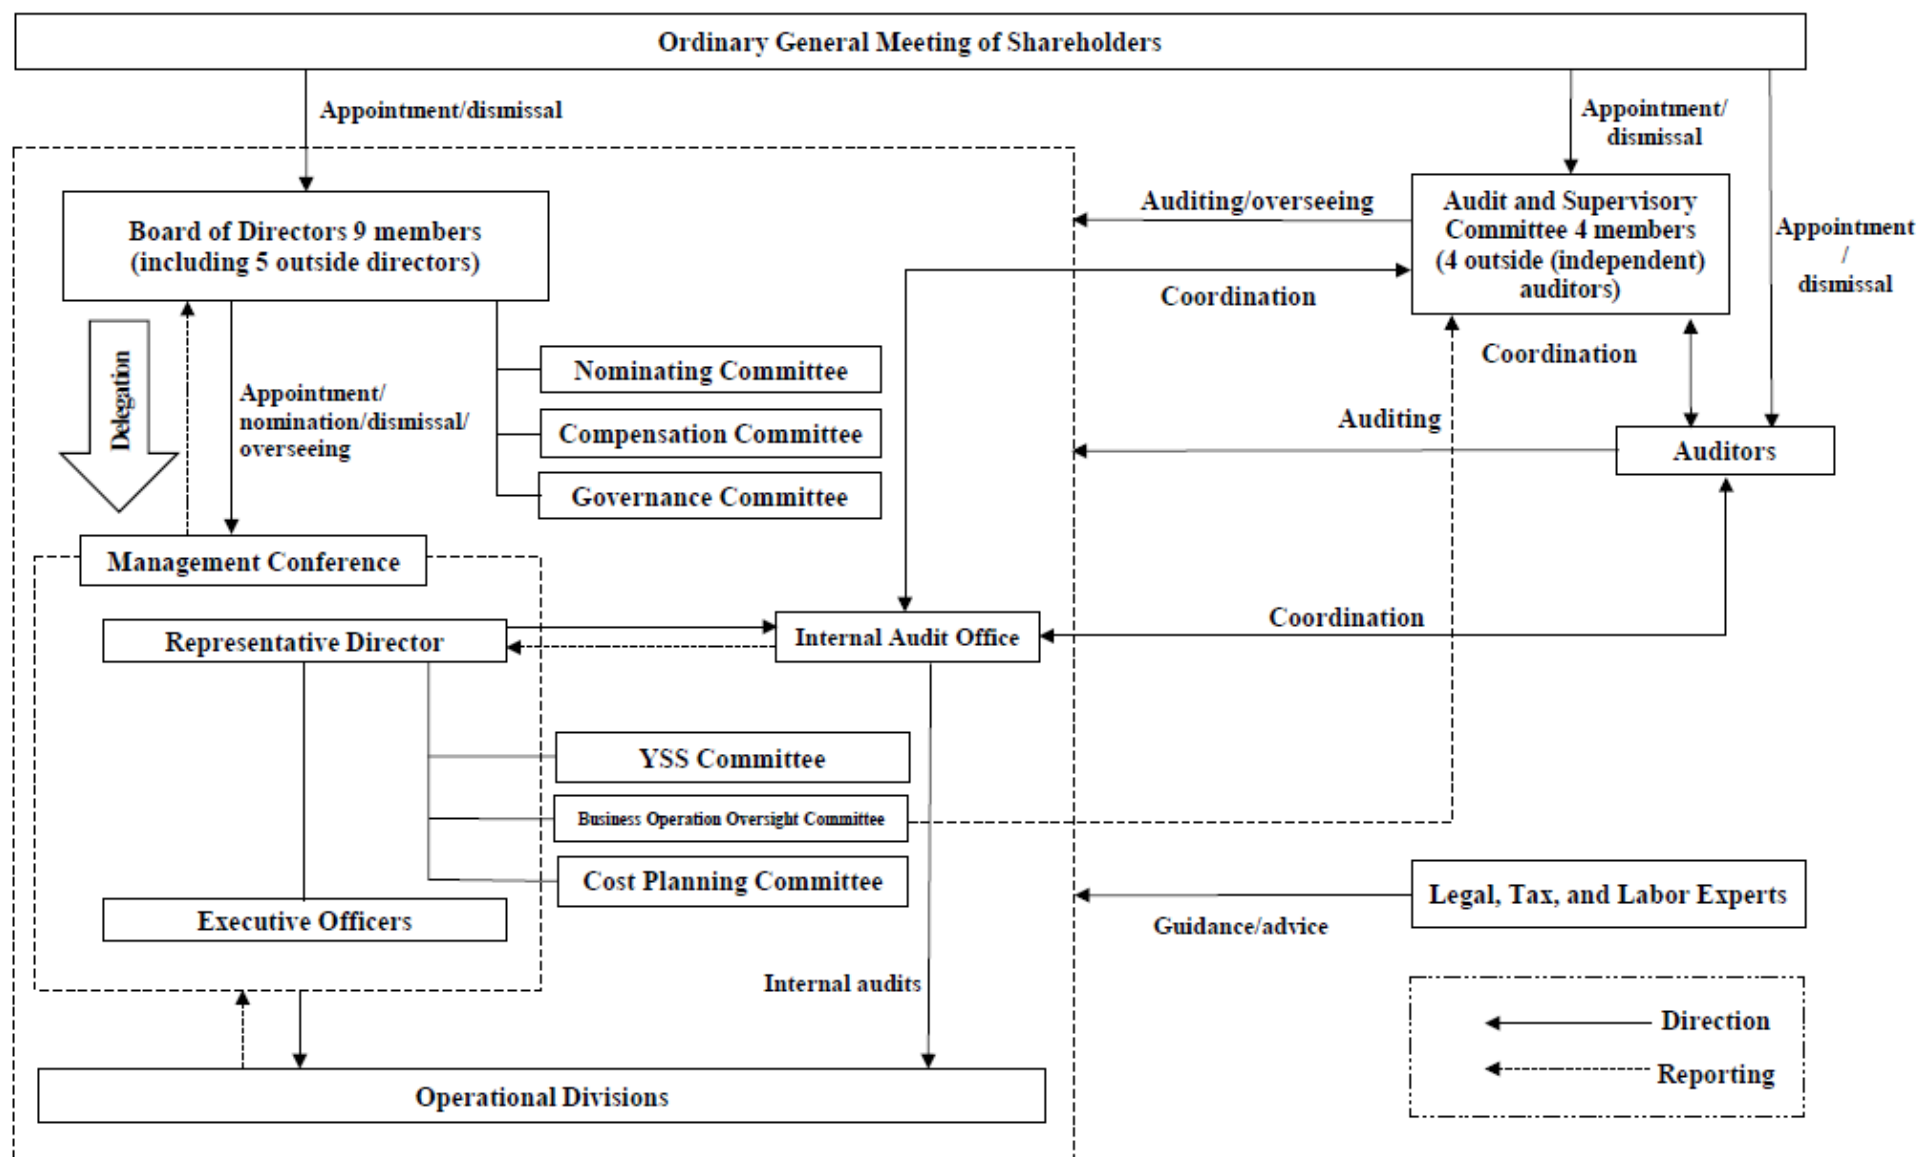 Ordinary General Meeting of Shareholders
Appointment/dismissal
Appointment/
dismissal
Appointment
/
dismissal
Board of Directors 9 members
(including 5 outside directors)
Auditing/overseeing
Audit and Supervisory
Committee 4 members
(4 outside (independent)
auditors)
Coordination
Coordination
Delegation
Appointment/
nomination/dismissal/
overseeing
Nominating Committee
Compensation Committee
Governance Committee
Auditing
Auditors
Management Conference
Representative Director
Internal Audit Office
Coordination
YSS Committee
Business Operation Oversight Committee
Cost Planning Committee
Executive Officers
Legal, Tax, and Labor Experts
Guidance/advice
Internal audits
Operational Divisions
Direction
Reporting